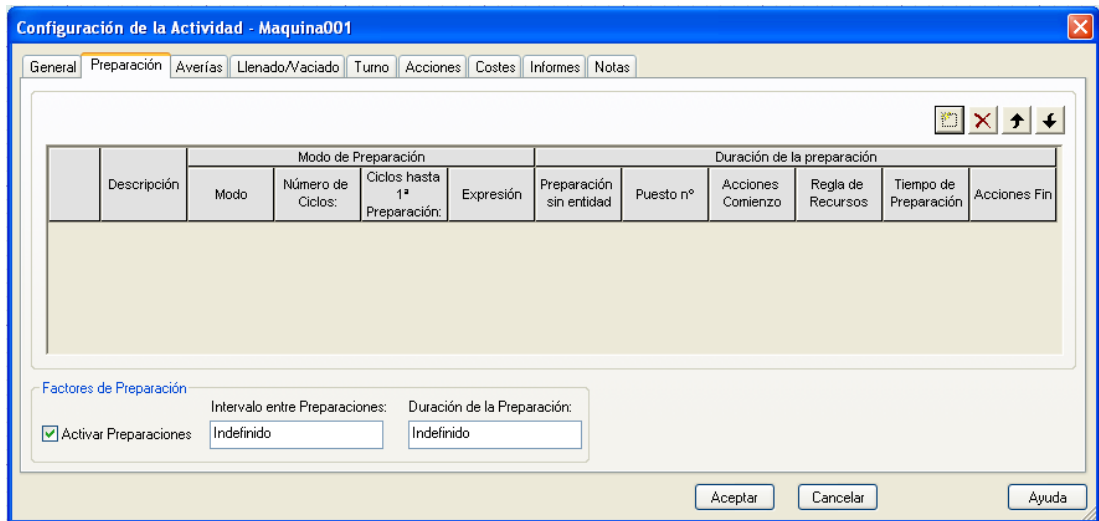 Configuración de la Actividad - Maquina001
General Preparación Averías Llenado/Vaciado Turno Acciones Costes Informes Notas
Modo de Preparación Duración de la preparación
Descripción Modo Número de Ciclos: Ciclos hasta 1ª Preparación: Expresión Preparación sin entidad Puesto nº Acciones Comienzo Regla de Recursos Tiempo de Preparación Acciones Fin
Factores de Preparación
Intervalo entre Preparaciones: Duración de la Preparación:
Activar Preparaciones Indefinido Indefinido
Aceptar Cancelar Ayuda